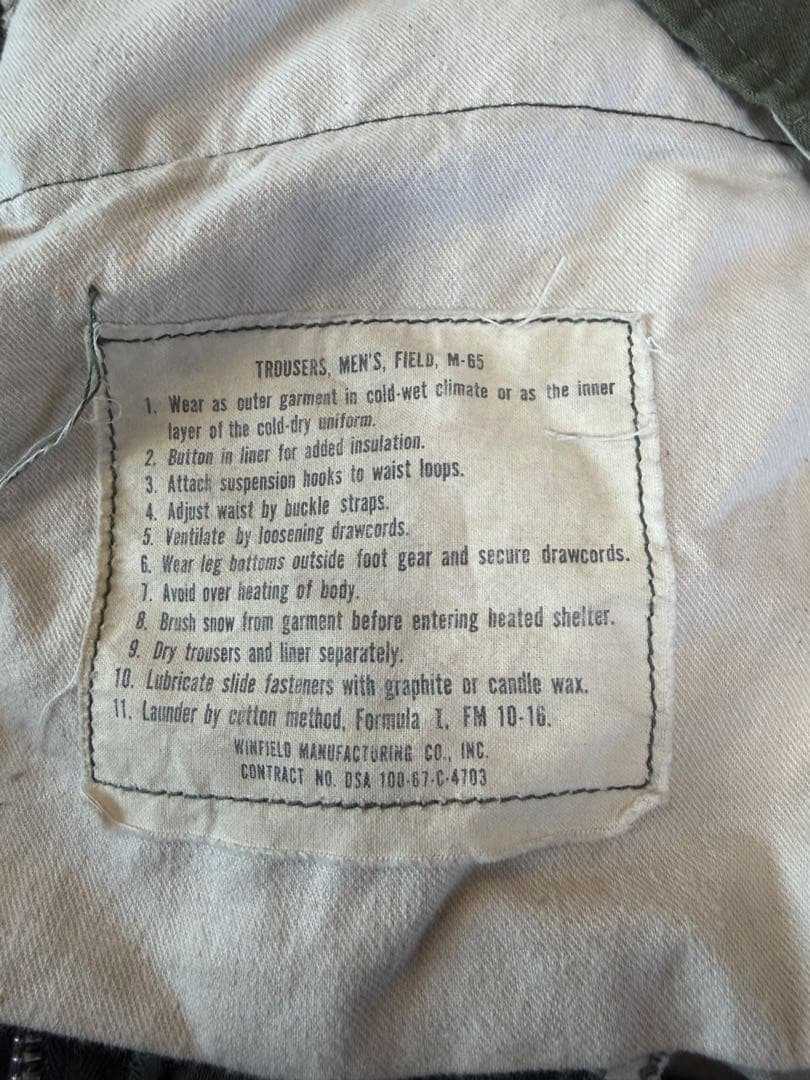 TROUSERS, MEN'S, FIELD, M-65
1. Wear as outer garment in cold-wet climate or as the inner
layer of the cold-dry uniform.
2. Button in liner for added insulation.
3. Attach suspension hooks to waist loops.
4. Adjust waist by buckle straps.
5. Ventilate by loosening drawcords.
6. Wear leg bottoms outside foot gear and secure drawcords.
7. Avoid over heating of body.
8. Brush snow from garment before entering heated shelter.
9. Dry trousers and liner separately.
10. Lubricate slide fasteners with graphite or candle wax.
11. Launder by cotton method, Formula I, FM 10-16.
WINFIELD MANUFACTURING CO., INC.
CONTRACT NO. DSA 100-67-C-4703